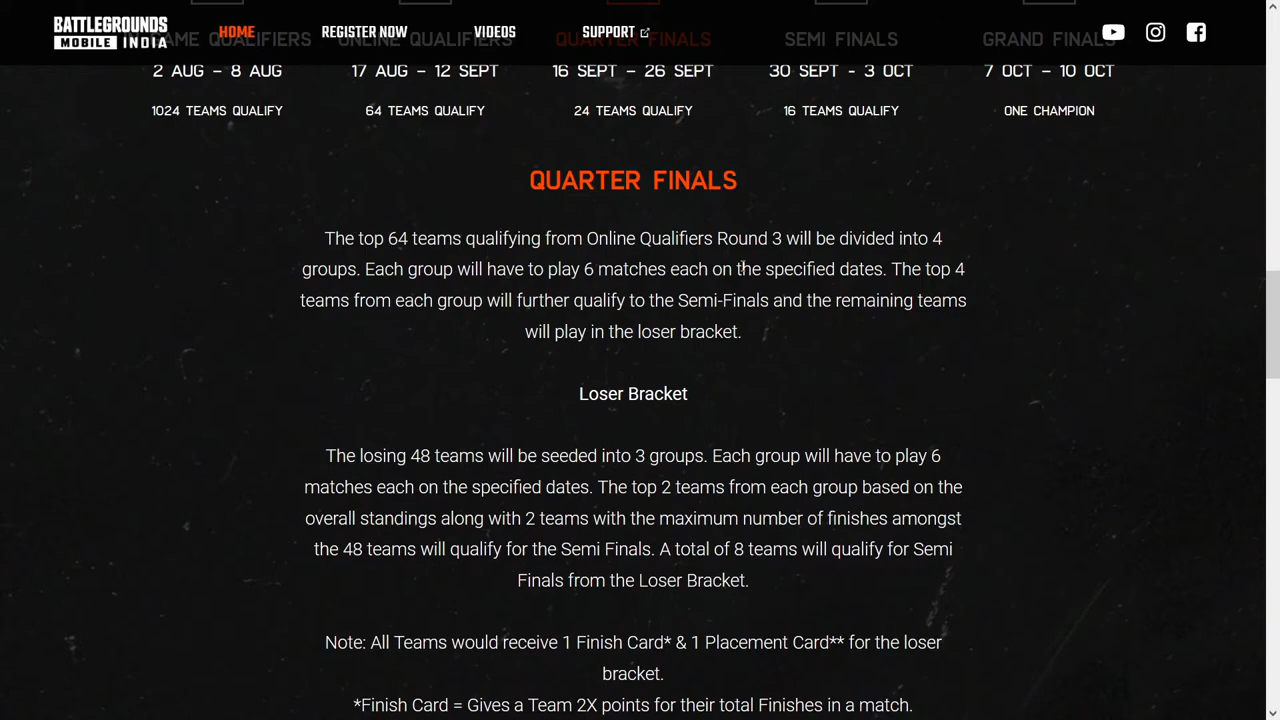 BATTLEGROUNDS
MOBILE INDIA
HOME
REGISTER NOW
VIDEOS
SUPPORT
QUALIFIERS
QUALIFIERS
QUARTER FINALS
SEMI FINALS
GRAND FINALS
2 AUG – 8 AUG
17 AUG – 12 SEPT
16 SEPT – 26 SEPT
30 SEPT - 3 OCT
7 OCT – 10 OCT
1024 TEAMS QUALIFY
64 TEAMS QUALIFY
24 TEAMS QUALIFY
16 TEAMS QUALIFY
ONE CHAMPION
QUARTER FINALS
The top 64 teams qualifying from Online Qualifiers Round 3 will be divided into 4
groups. Each group will have to play 6 matches each on the specified dates. The top 4
teams from each group will further qualify to the Semi-Finals and the remaining teams
will play in the loser bracket.
Loser Bracket
The losing 48 teams will be seeded into 3 groups. Each group will have to play 6
matches each on the specified dates. The top 2 teams from each group based on the
overall standings along with 2 teams with the maximum number of finishes amongst
the 48 teams will qualify for the Semi Finals. A total of 8 teams will qualify for Semi
Finals from the Loser Bracket.
Note: All Teams would receive 1 Finish Card* & 1 Placement Card** for the loser
bracket.
*Finish Card = Gives a Team 2X points for their total Finishes in a match.